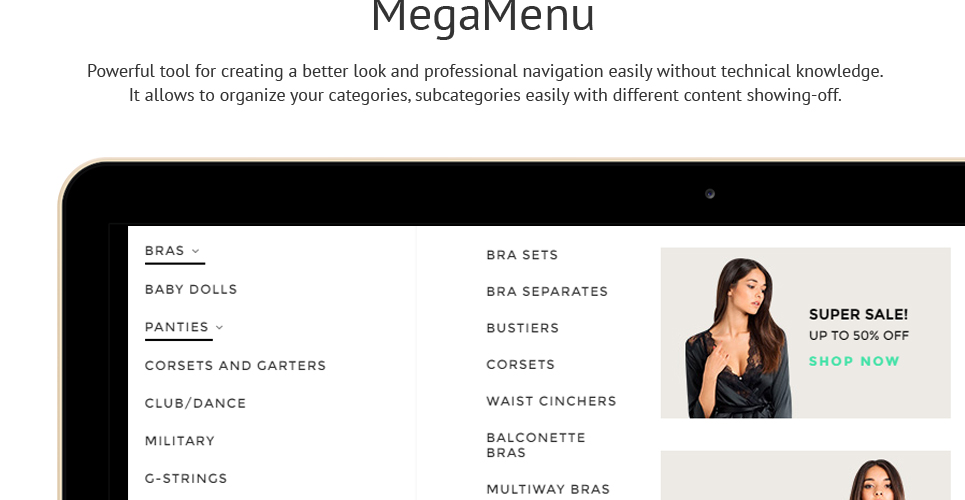 MegaMenu
Powerful tool for creating a better look and professional navigation easily without technical knowledge.
It allows to organize your categories, subcategories easily with different content showing-off.
BRAS
BABY DOLLS
PANTIES
CORSETS AND GARTERS
CLUB/DANCE
MILITARY
G-STRINGS
BRA SETS
BRA SEPARATES
BUSTIERS
CORSETS
WAIST CINCHERS
BALCONETTE
BRAS
MULTIWAY BRAS
SUPER SALE!
UP TO 50% OFF
SHOP NOW